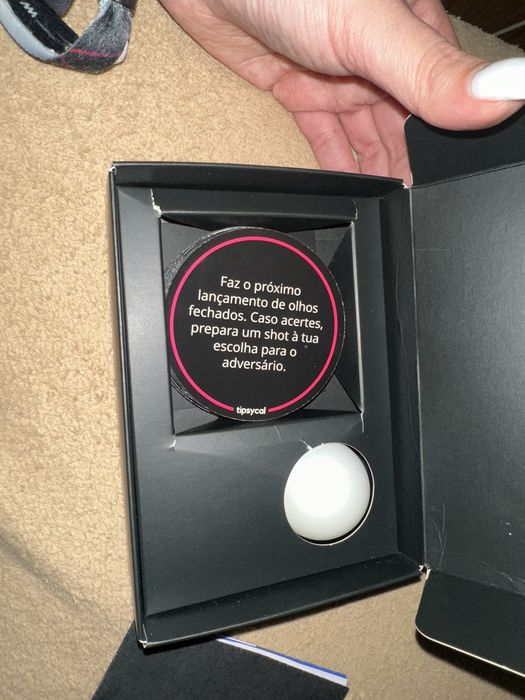 Faz o próximo
lançamento de olhos
fechados. Caso acertes,
prepara um shot à tua
escolha para o
adversário.
tipsycal